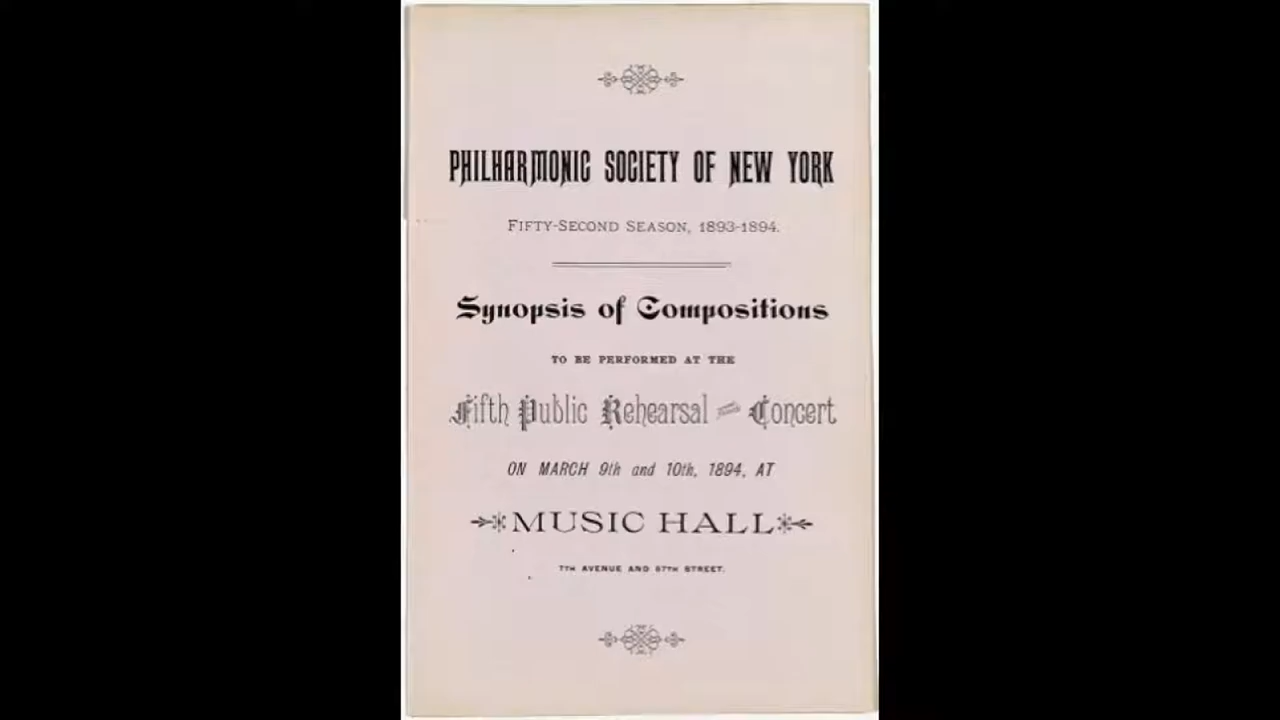 PHILHARMONIC SOCIETY OF NEW YORK
FIFTY-SECOND SEASON, 1893-1894.
Synopsis of Compositions
TO BE PERFORMED AT THE
Fifth Public Rehearsal and Concert
ON MARCH 9th and 10th, 1894, AT
MUSIC HALL
7TH AVENUE AND 57TH STREET.